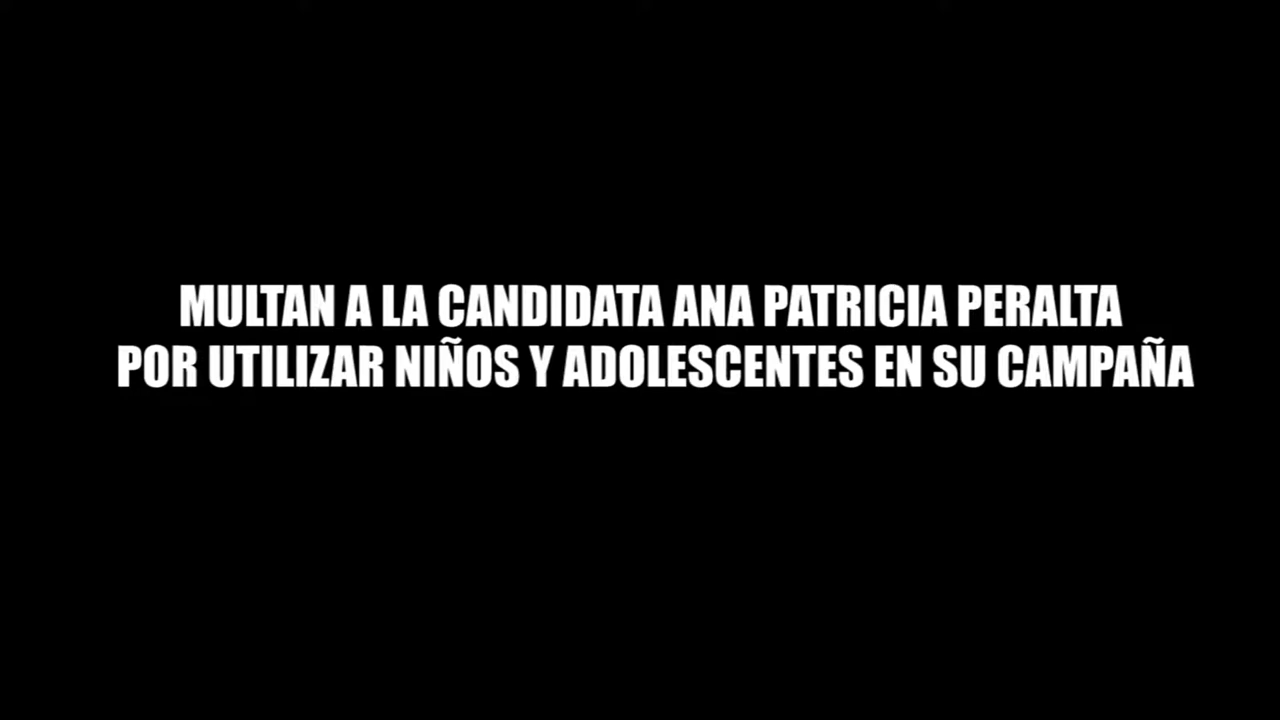 MULTAN A LA CANDIDATA ANA PATRICIA PERALTA
POR UTILIZAR NIÑOS Y ADOLESCENTES EN SU CAMPAÑA